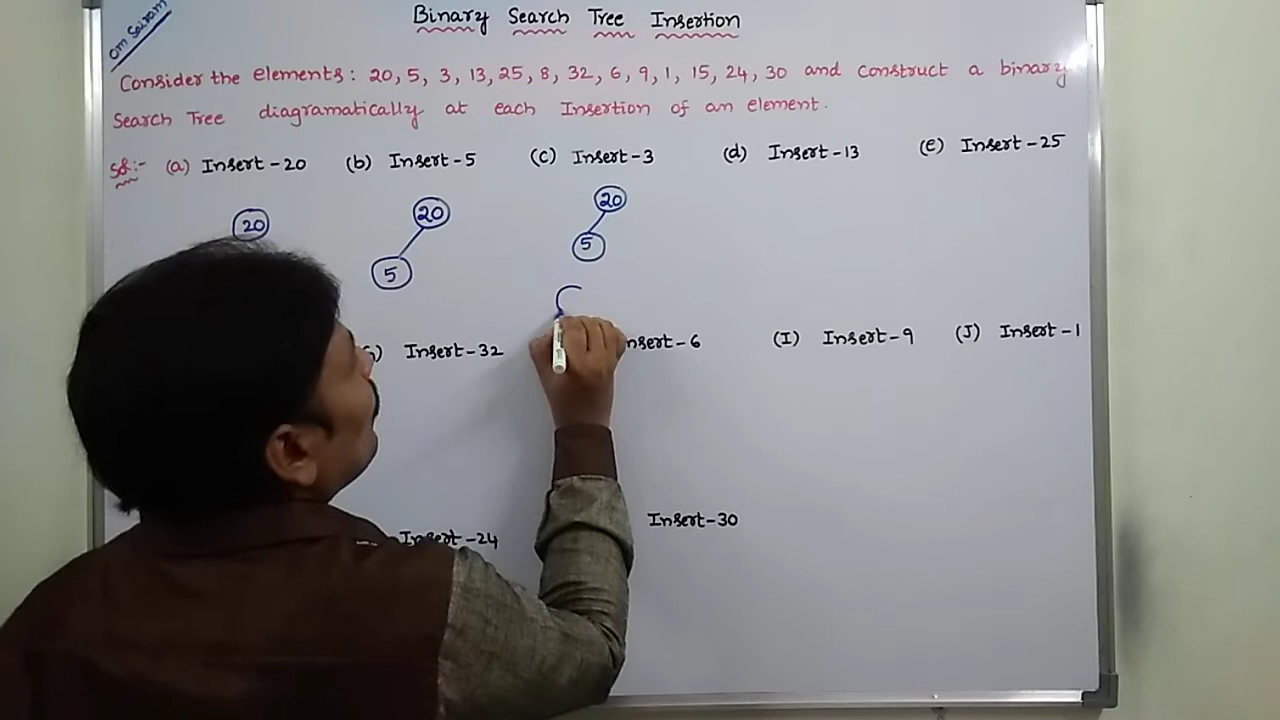 Om Sairam
Binary Search Tree Insertion
Consider the elements: 20, 5, 3, 13, 25, 8, 32, 6, 9, 1, 15, 24, 30 and construct a binary
Search Tree diagramatically at each Insertion of an element.
Sol:- (a) Insert-20 (b) Insert-5 (c) Insert-3 (d) Insert-13 (E) Insert-25
20 20 20
5 5
Insert-32 nsert-6 (I) Insert-9 (J) Insert-1
Insert-24 Insert-30